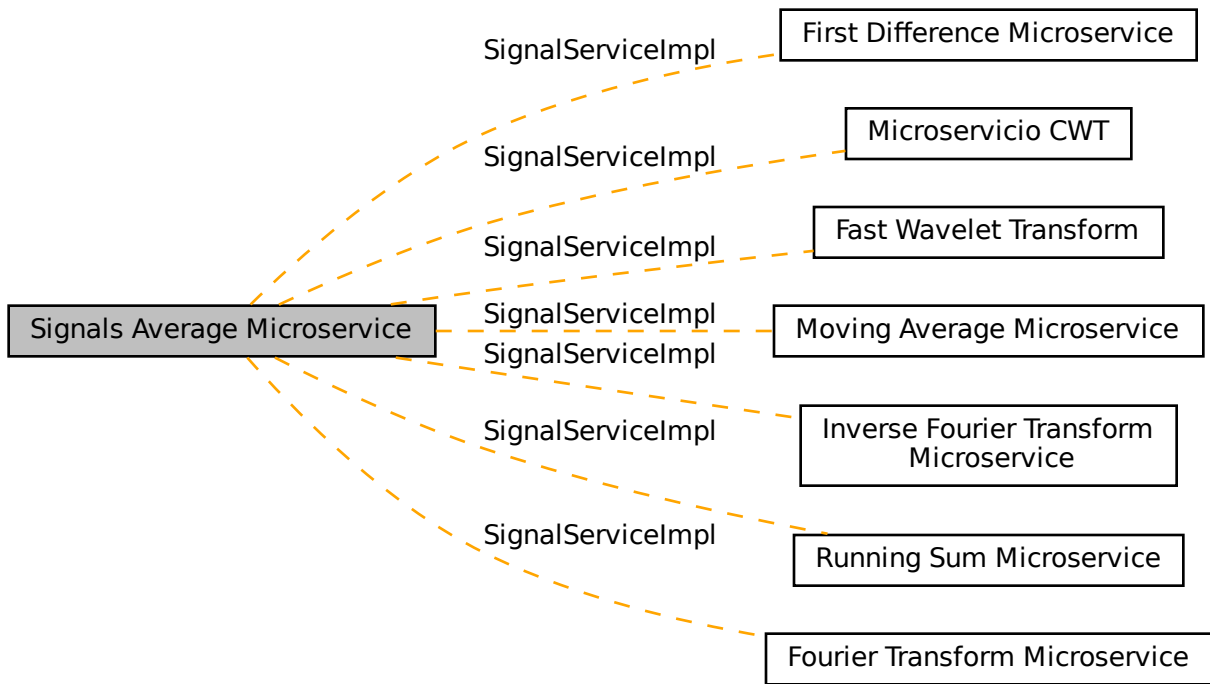 First Difference Microservice
SignalServiceImpl
Microservicio CWT
SignalServiceImpl
Fast Wavelet Transform
SignalServiceImpl
Signals Average Microservice
SignalServiceImpl
Moving Average Microservice
SignalServiceImpl
Inverse Fourier Transform
Microservice
SignalServiceImpl
Running Sum Microservice
SignalServiceImpl
Fourier Transform Microservice